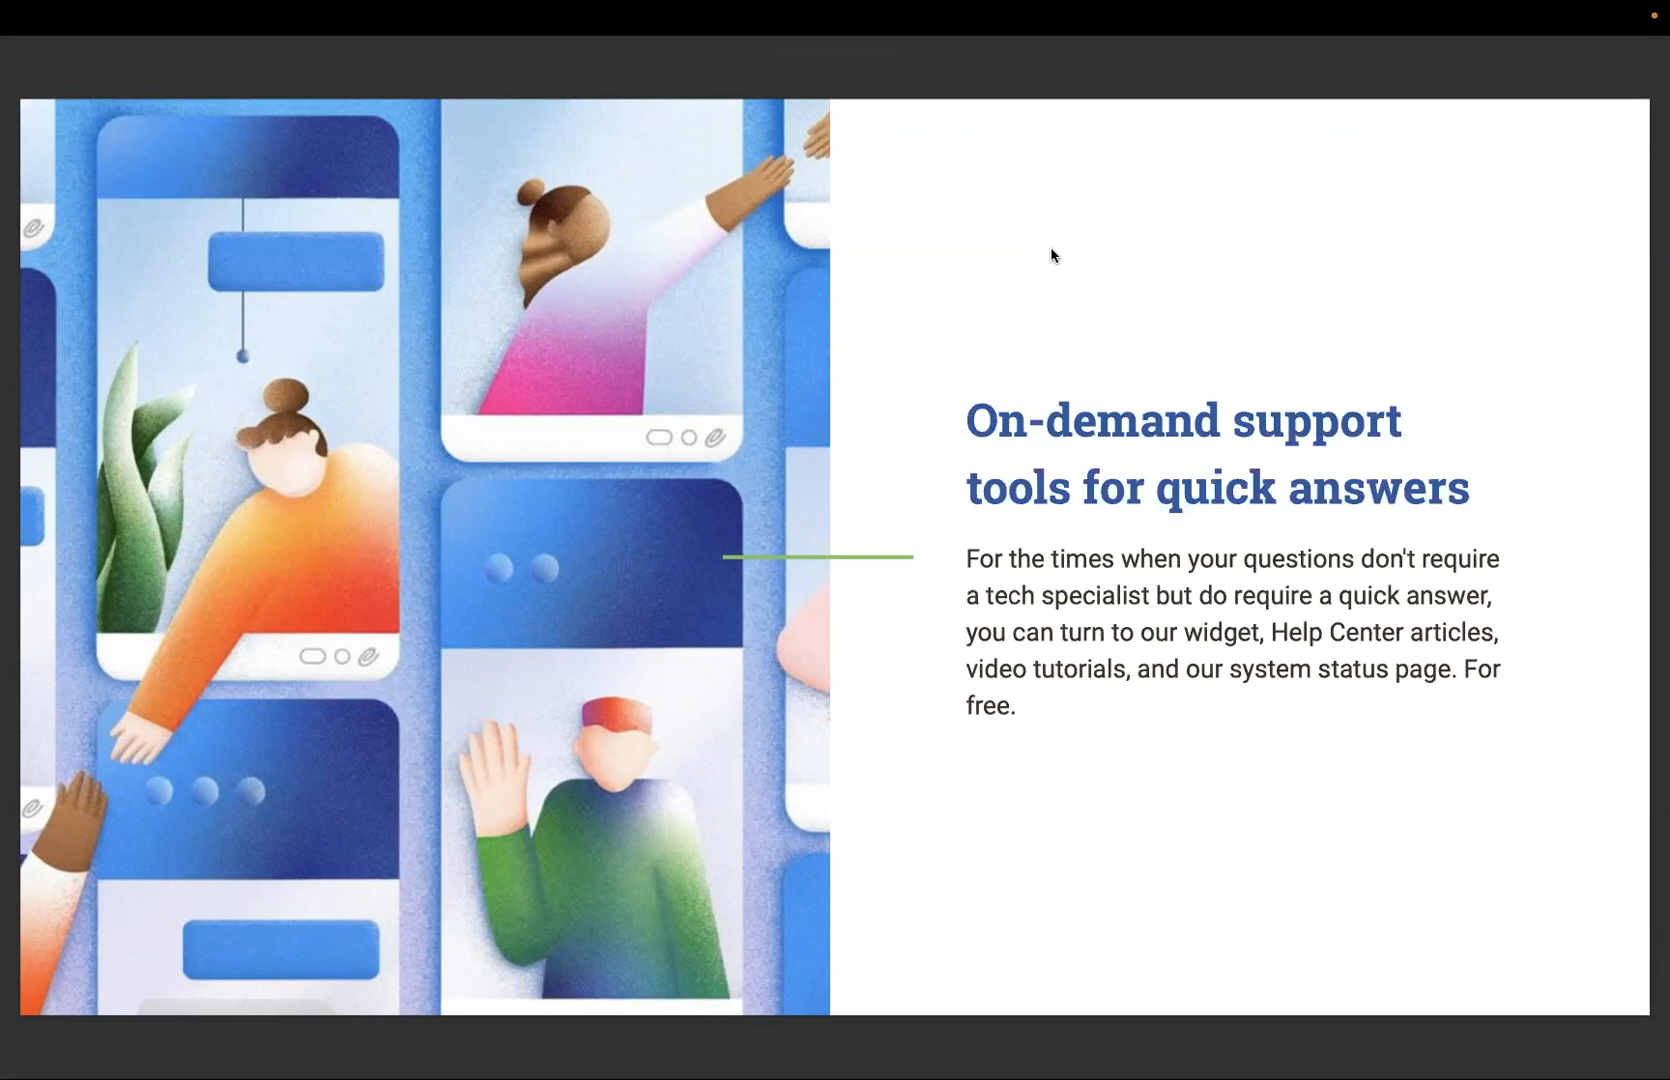 On-demand support
tools for quick answers
For the times when your questions don't require
a tech specialist but do require a quick answer,
you can turn to our widget, Help Center articles,
video tutorials, and our system status page. For
free.